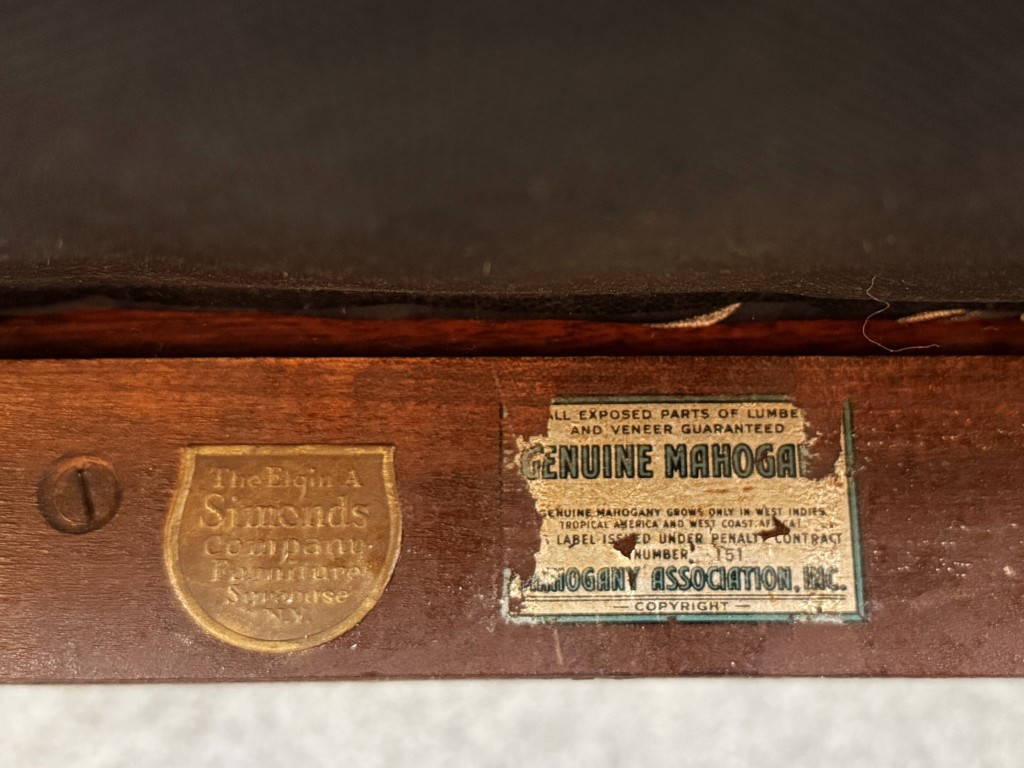 The Elgin A
Simonds
Company
Furniture
Syracuse
N.Y.
ALL EXPOSED PARTS OF LUMBE
AND VENEER GUARANTEED
GENUINE MAHOGA
GENUINE MAHOGANY GROWS ONLY IN WEST INDIES,
TROPICAL AMERICA AND WEST COAST AFRICA.
LABEL ISSUED UNDER PENALTY CONTRACT
NUMBER 151
MAHOGANY ASSOCIATION, INC.
— COPYRIGHT —